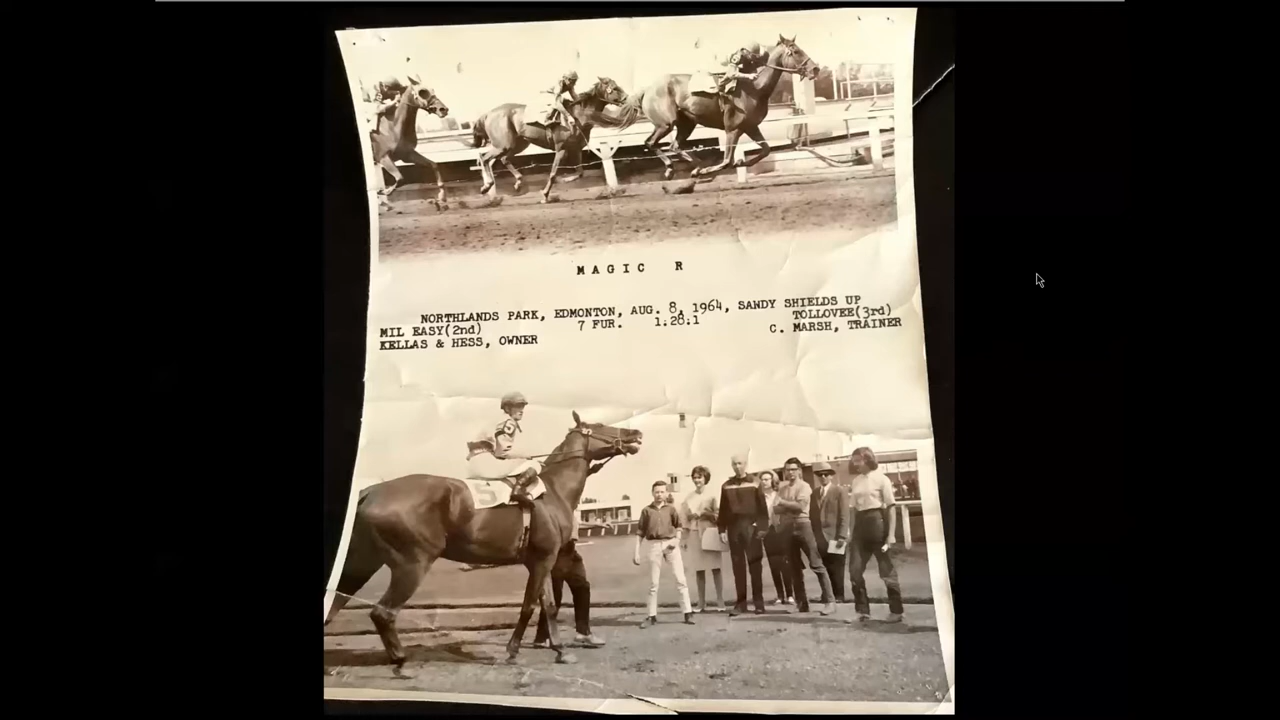 MAGIC R
NORTHLANDS PARK, EDMONTON, AUG. 8, 1964, SANDY SHIELDS UP
MIL EASY(2nd) 7 FUR. 1:28:1 TOLLOVEE(3rd)
KELLAS & HESS, OWNER C. MARSH, TRAINER
5